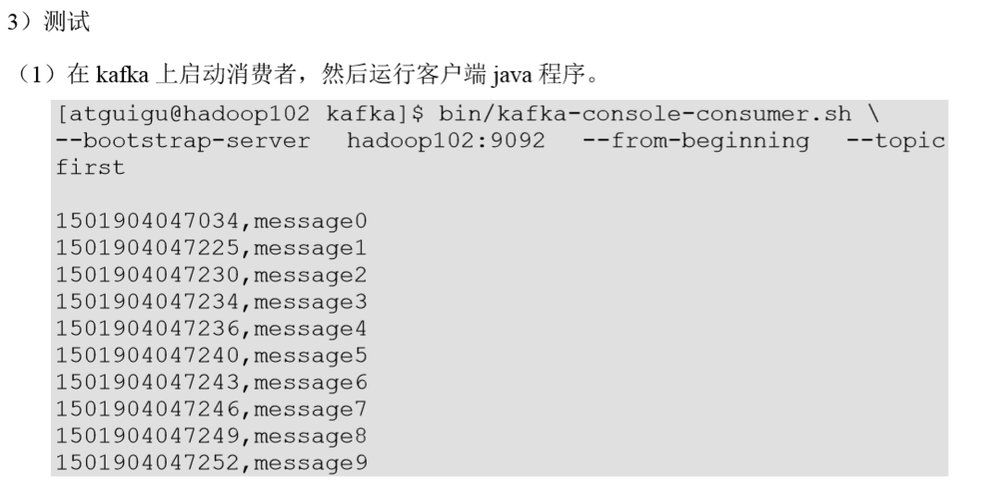 3）测试
（1）在 kafka 上启动消费者，然后运行客户端 java 程序。
[atguigu@hadoop102 kafka]$ bin/kafka-console-consumer.sh \
--bootstrap-server hadoop102:9092 --from-beginning --topic
first
1501904047034,message0
1501904047225,message1
1501904047230,message2
1501904047234,message3
1501904047236,message4
1501904047240,message5
1501904047243,message6
1501904047246,message7
1501904047249,message8
1501904047252,message9